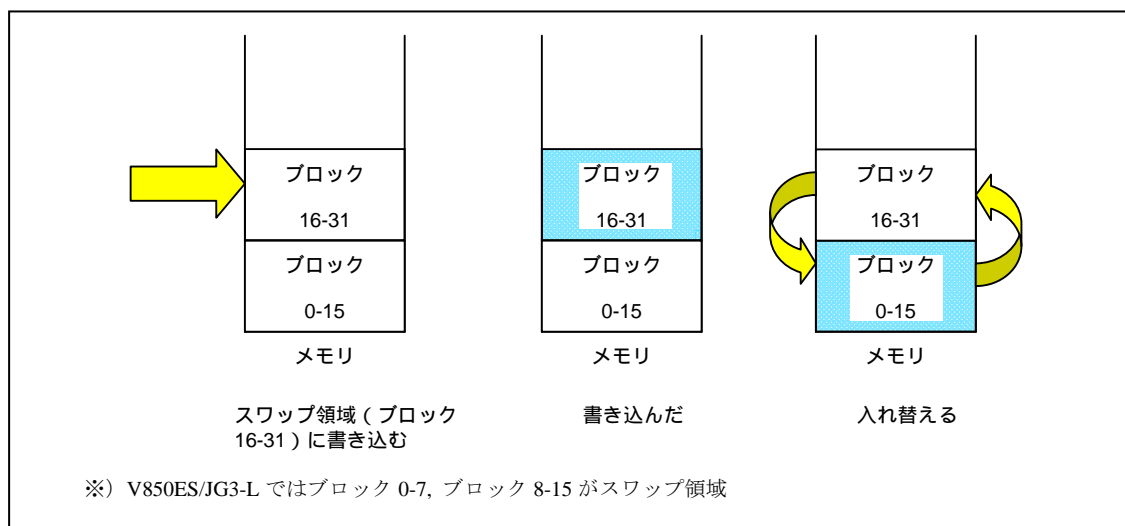 ブロック
16-31
ブロック
0-15
メモリ
スワップ領域(ブロック
16-31)に書き込む
ブロック
16-31
ブロック
0-15
メモリ
書き込んだ
ブロック
16-31
ブロック
0-15
メモリ
入れ替える
※) V850ES/JG3-L ではブロック 0-7, ブロック 8-15 がスワップ領域